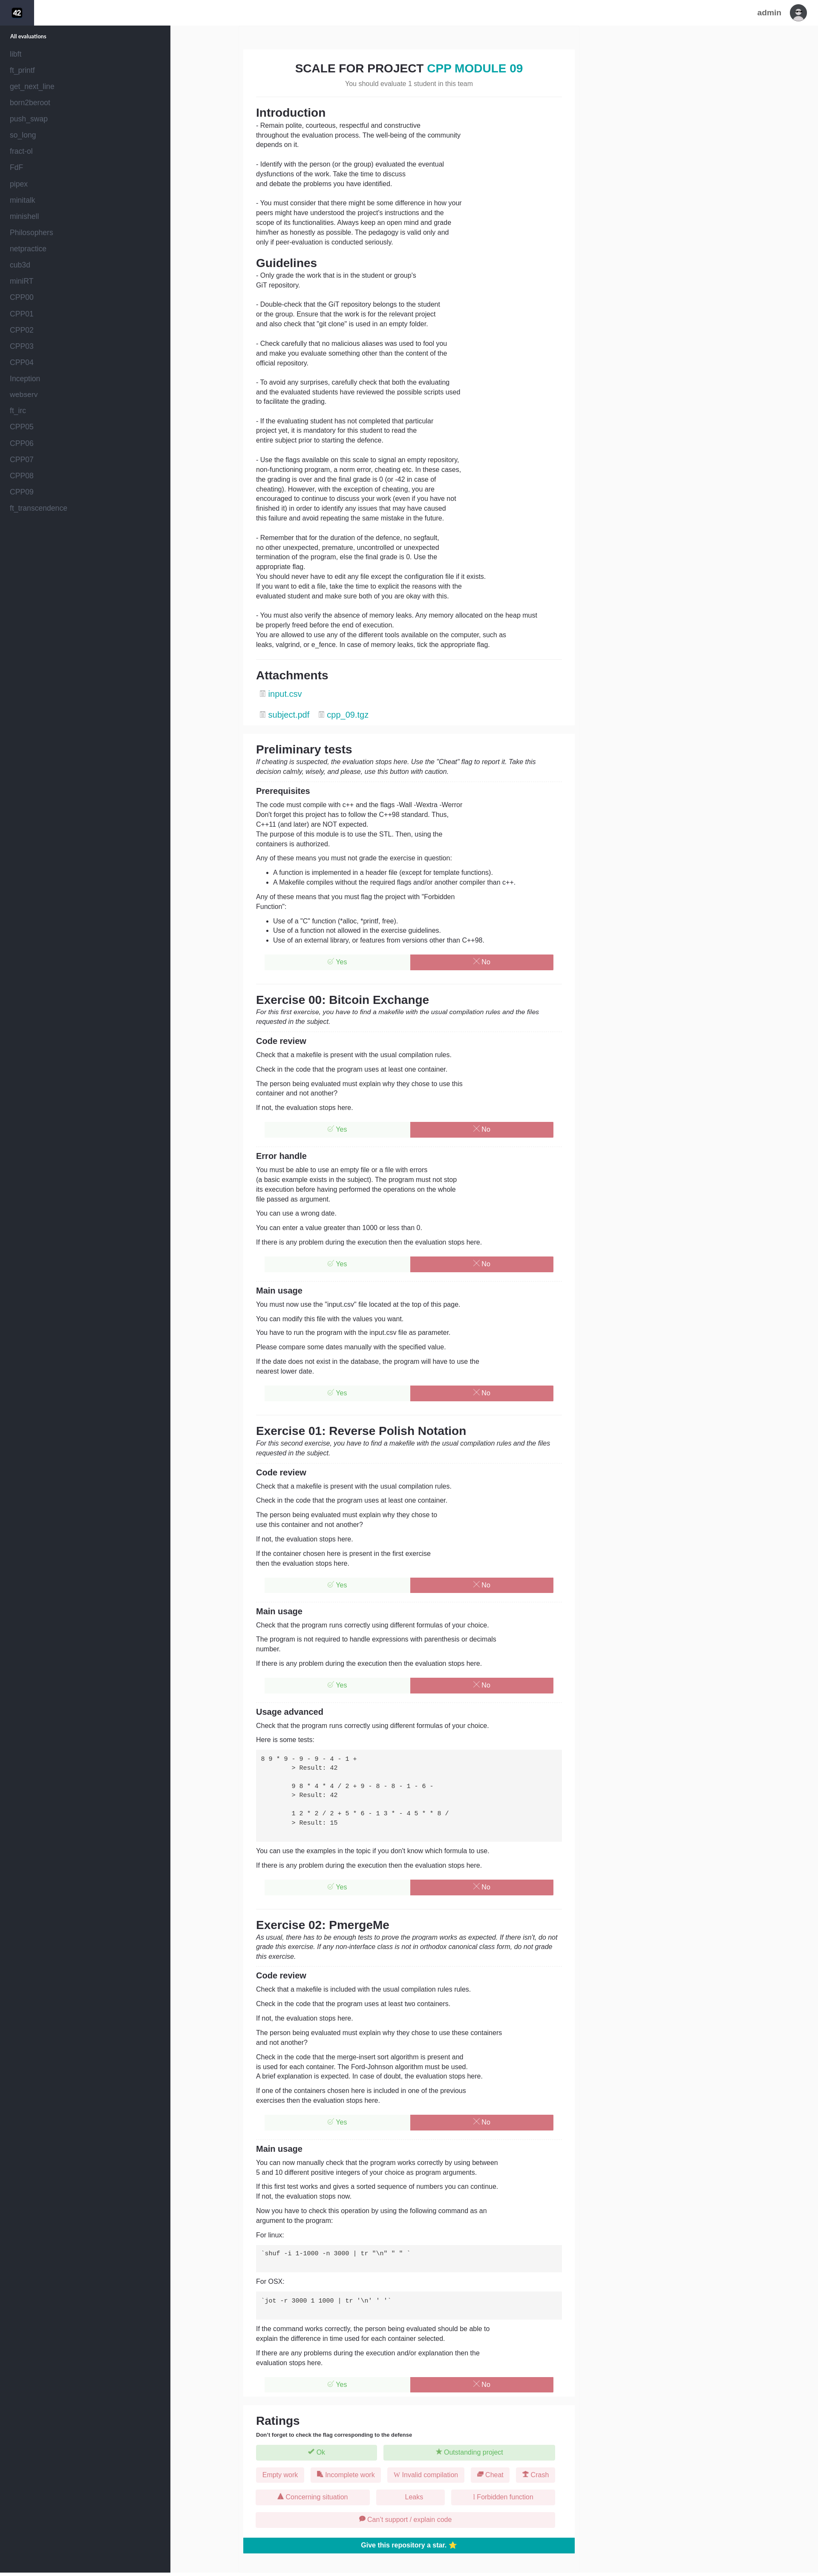 42
admin
All evaluations
libft
ft_printf
get_next_line
born2beroot
push_swap
so_long
fract-ol
FdF
pipex
minitalk
minishell
Philosophers
netpractice
cub3d
miniRT
CPP00
CPP01
CPP02
CPP03
CPP04
Inception
webserv
ft_irc
CPP05
CPP06
CPP07
CPP08
CPP09
ft_transcendence
SCALE FOR PROJECT CPP MODULE 09
You should evaluate 1 student in this team
Introduction
- Remain polite, courteous, respectful and constructive
throughout the evaluation process. The well-being of the community
depends on it.
- Identify with the person (or the group) evaluated the eventual
dysfunctions of the work. Take the time to discuss
and debate the problems you have identified.
- You must consider that there might be some difference in how your
peers might have understood the project's instructions and the
scope of its functionalities. Always keep an open mind and grade
him/her as honestly as possible. The pedagogy is valid only and
only if peer-evaluation is conducted seriously.
Guidelines
- Only grade the work that is in the student or group's
GiT repository.
- Double-check that the GiT repository belongs to the student
or the group. Ensure that the work is for the relevant project
and also check that "git clone" is used in an empty folder.
- Check carefully that no malicious aliases was used to fool you
and make you evaluate something other than the content of the
official repository.
- To avoid any surprises, carefully check that both the evaluating
and the evaluated students have reviewed the possible scripts used
to facilitate the grading.
- If the evaluating student has not completed that particular
project yet, it is mandatory for this student to read the
entire subject prior to starting the defence.
- Use the flags available on this scale to signal an empty repository,
non-functioning program, a norm error, cheating etc. In these cases,
the grading is over and the final grade is 0 (or -42 in case of
cheating). However, with the exception of cheating, you are
encouraged to continue to discuss your work (even if you have not
finished it) in order to identify any issues that may have caused
this failure and avoid repeating the same mistake in the future.
- Remember that for the duration of the defence, no segfault,
no other unexpected, premature, uncontrolled or unexpected
termination of the program, else the final grade is 0. Use the
appropriate flag.
You should never have to edit any file except the configuration file if it exists.
If you want to edit a file, take the time to explicit the reasons with the
evaluated student and make sure both of you are okay with this.
- You must also verify the absence of memory leaks. Any memory allocated on the heap must
be properly freed before the end of execution.
You are allowed to use any of the different tools available on the computer, such as
leaks, valgrind, or e_fence. In case of memory leaks, tick the appropriate flag.
Attachments
input.csv
subject.pdf cpp_09.tgz
Preliminary tests
If cheating is suspected, the evaluation stops here. Use the "Cheat" flag to report it. Take this
decision calmly, wisely, and please, use this button with caution.
Prerequisites
The code must compile with c++ and the flags -Wall -Wextra -Werror
Don't forget this project has to follow the C++98 standard. Thus,
C++11 (and later) are NOT expected.
The purpose of this module is to use the STL. Then, using the
containers is authorized.
Any of these means you must not grade the exercise in question:
• A function is implemented in a header file (except for template functions).
• A Makefile compiles without the required flags and/or another compiler than c++.
Any of these means that you must flag the project with "Forbidden
Function":
• Use of a "C" function (*alloc, *printf, free).
• Use of a function not allowed in the exercise guidelines.
• Use of an external library, or features from versions other than C++98.
Yes No
Exercise 00: Bitcoin Exchange
For this first exercise, you have to find a makefile with the usual compilation rules and the files
requested in the subject.
Code review
Check that a makefile is present with the usual compilation rules.
Check in the code that the program uses at least one container.
The person being evaluated must explain why they chose to use this
container and not another?
If not, the evaluation stops here.
Yes No
Error handle
You must be able to use an empty file or a file with errors
(a basic example exists in the subject). The program must not stop
its execution before having performed the operations on the whole
file passed as argument.
You can use a wrong date.
You can enter a value greater than 1000 or less than 0.
If there is any problem during the execution then the evaluation stops here.
Yes No
Main usage
You must now use the "input.csv" file located at the top of this page.
You can modify this file with the values you want.
You have to run the program with the input.csv file as parameter.
Please compare some dates manually with the specified value.
If the date does not exist in the database, the program will have to use the
nearest lower date.
Yes No
Exercise 01: Reverse Polish Notation
For this second exercise, you have to find a makefile with the usual compilation rules and the files
requested in the subject.
Code review
Check that a makefile is present with the usual compilation rules.
Check in the code that the program uses at least one container.
The person being evaluated must explain why they chose to
use this container and not another?
If not, the evaluation stops here.
If the container chosen here is present in the first exercise
then the evaluation stops here.
Yes No
Main usage
Check that the program runs correctly using different formulas of your choice.
The program is not required to handle expressions with parenthesis or decimals
number.
If there is any problem during the execution then the evaluation stops here.
Yes No
Usage advanced
Check that the program runs correctly using different formulas of your choice.
Here is some tests:
8 9 * 9 - 9 - 9 - 4 - 1 +
> Result: 42
9 8 * 4 * 4 / 2 + 9 - 8 - 8 - 1 - 6 -
> Result: 42
1 2 * 2 / 2 + 5 * 6 - 1 3 * - 4 5 * * 8 /
> Result: 15
You can use the examples in the topic if you don't know which formula to use.
If there is any problem during the execution then the evaluation stops here.
Yes No
Exercise 02: PmergeMe
As usual, there has to be enough tests to prove the program works as expected. If there isn't, do not
grade this exercise. If any non-interface class is not in orthodox canonical class form, do not grade
this exercise.
Code review
Check that a makefile is included with the usual compilation rules rules.
Check in the code that the program uses at least two containers.
If not, the evaluation stops here.
The person being evaluated must explain why they chose to use these containers
and not another?
Check in the code that the merge-insert sort algorithm is present and
is used for each container. The Ford-Johnson algorithm must be used.
A brief explanation is expected. In case of doubt, the evaluation stops here.
If one of the containers chosen here is included in one of the previous
exercises then the evaluation stops here.
Yes No
Main usage
You can now manually check that the program works correctly by using between
5 and 10 different positive integers of your choice as program arguments.
If this first test works and gives a sorted sequence of numbers you can continue.
If not, the evaluation stops now.
Now you have to check this operation by using the following command as an
argument to the program:
For linux:
`shuf -i 1-1000 -n 3000 | tr "\n" " "`
For OSX:
`jot -r 3000 1 1000 | tr '\n' ' '`
If the command works correctly, the person being evaluated should be able to
explain the difference in time used for each container selected.
If there are any problems during the execution and/or explanation then the
evaluation stops here.
Yes No
Ratings
Don't forget to check the flag corresponding to the defense
Ok Outstanding project
Empty work Incomplete work Invalid compilation Cheat Crash
Concerning situation Leaks Forbidden function
Can't support / explain code
Give this repository a star. ⭐